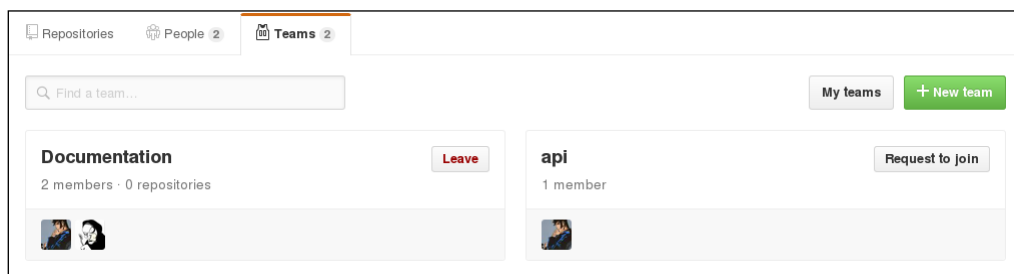 Repositories People 2 Teams 2
Find a team... My teams + New team
Documentation Leave
2 members · 0 repositories
api Request to join
1 member